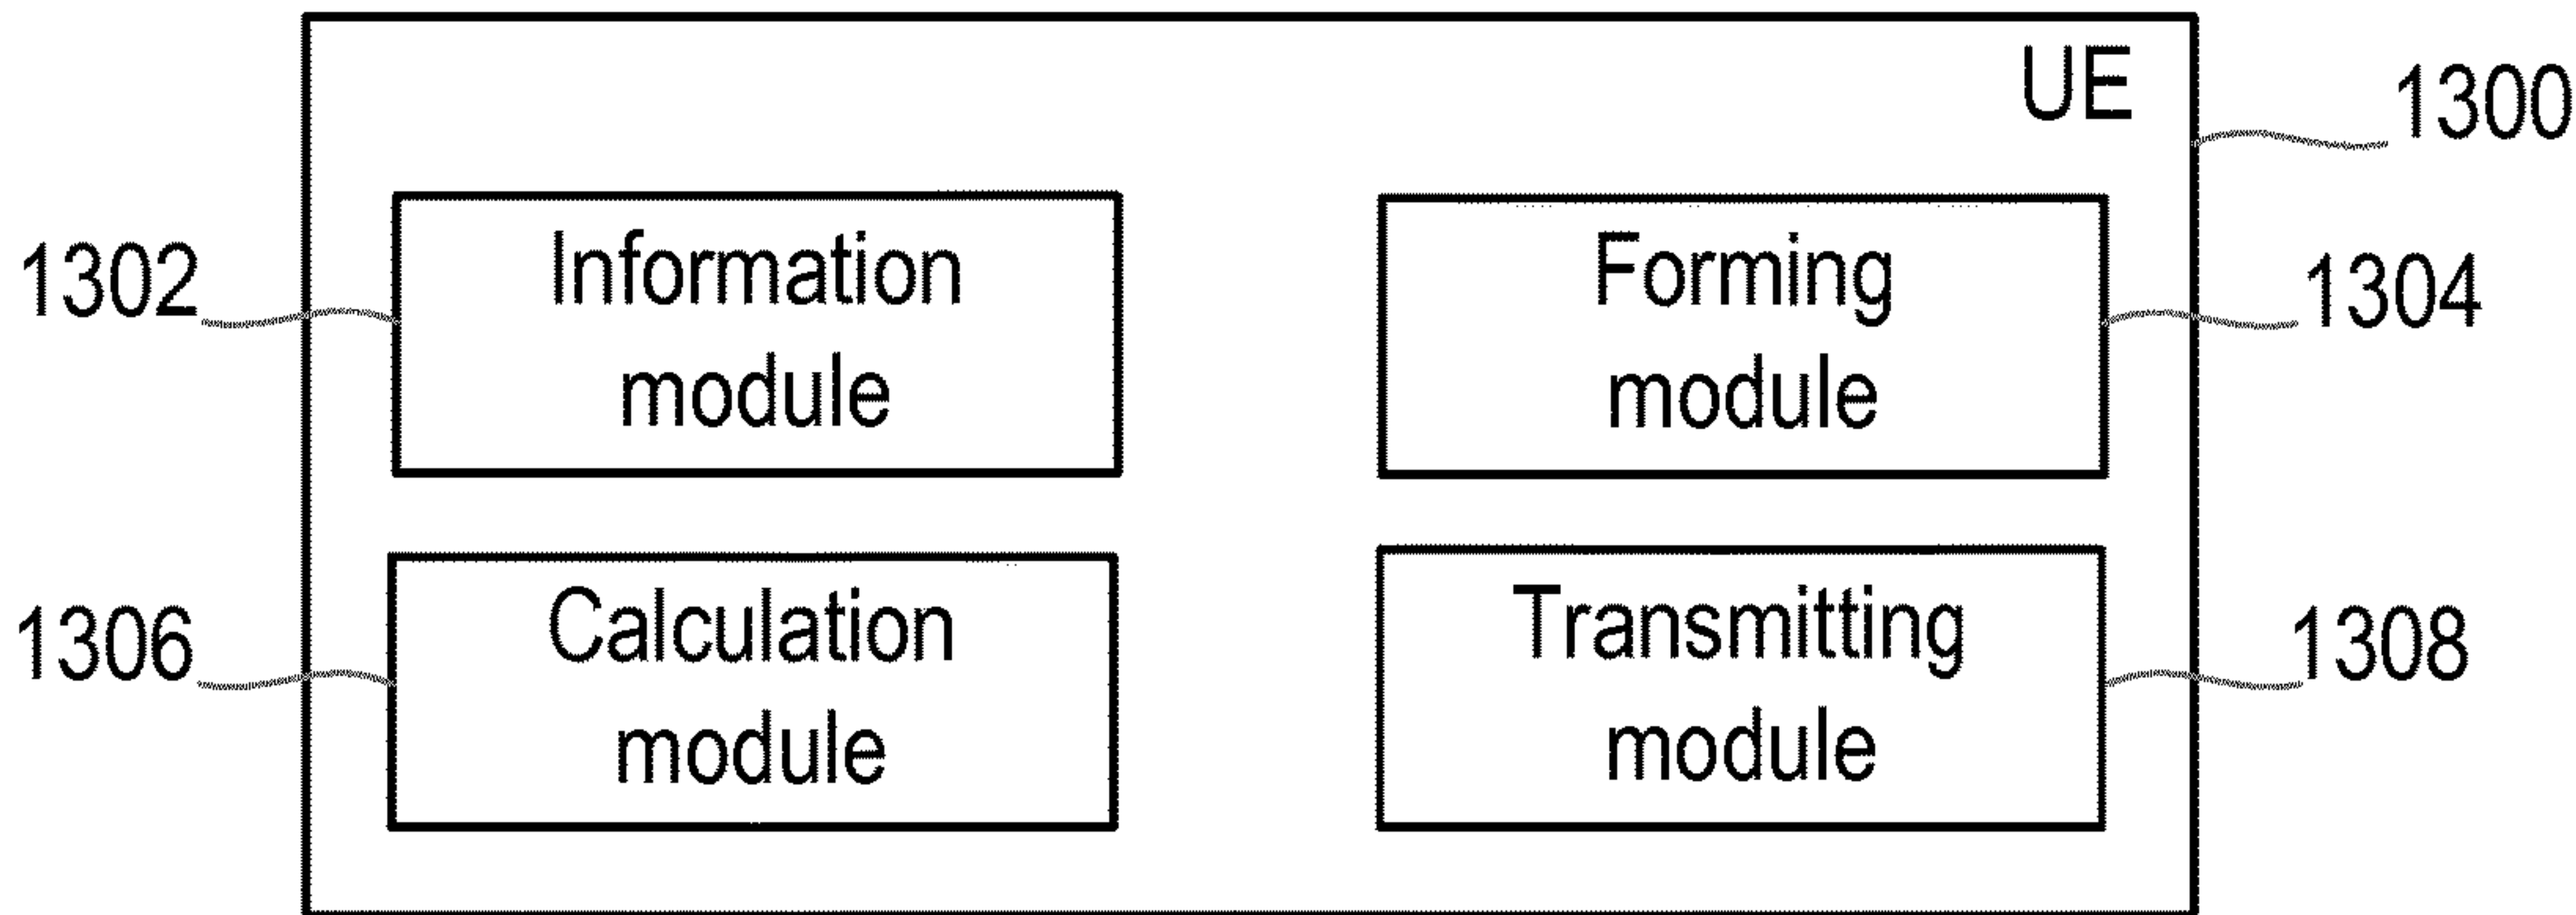 UE
1300
1302
Information
module
Forming
module
1304
1306
Calculation
module
Transmitting
module
1308